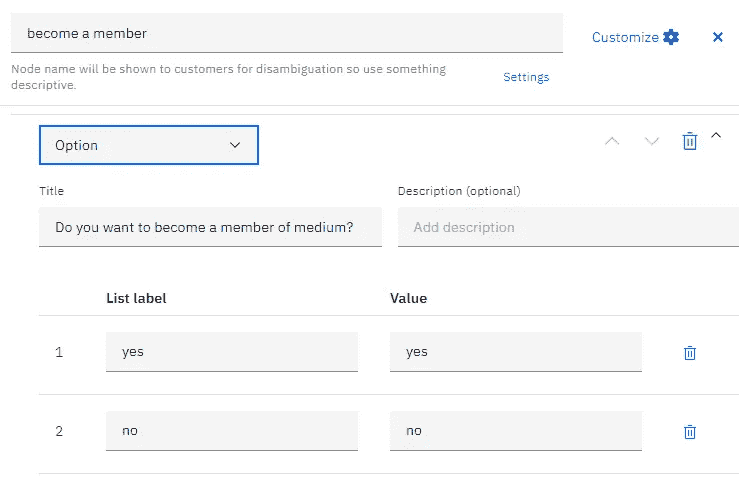 become a member
Customize
Node name will be shown to customers for disambiguation so use something
descriptive.
Settings
Option
Title
Description (optional)
Do you want to become a member of medium?
Add description
List label
Value
1
yes
yes
2
no
no